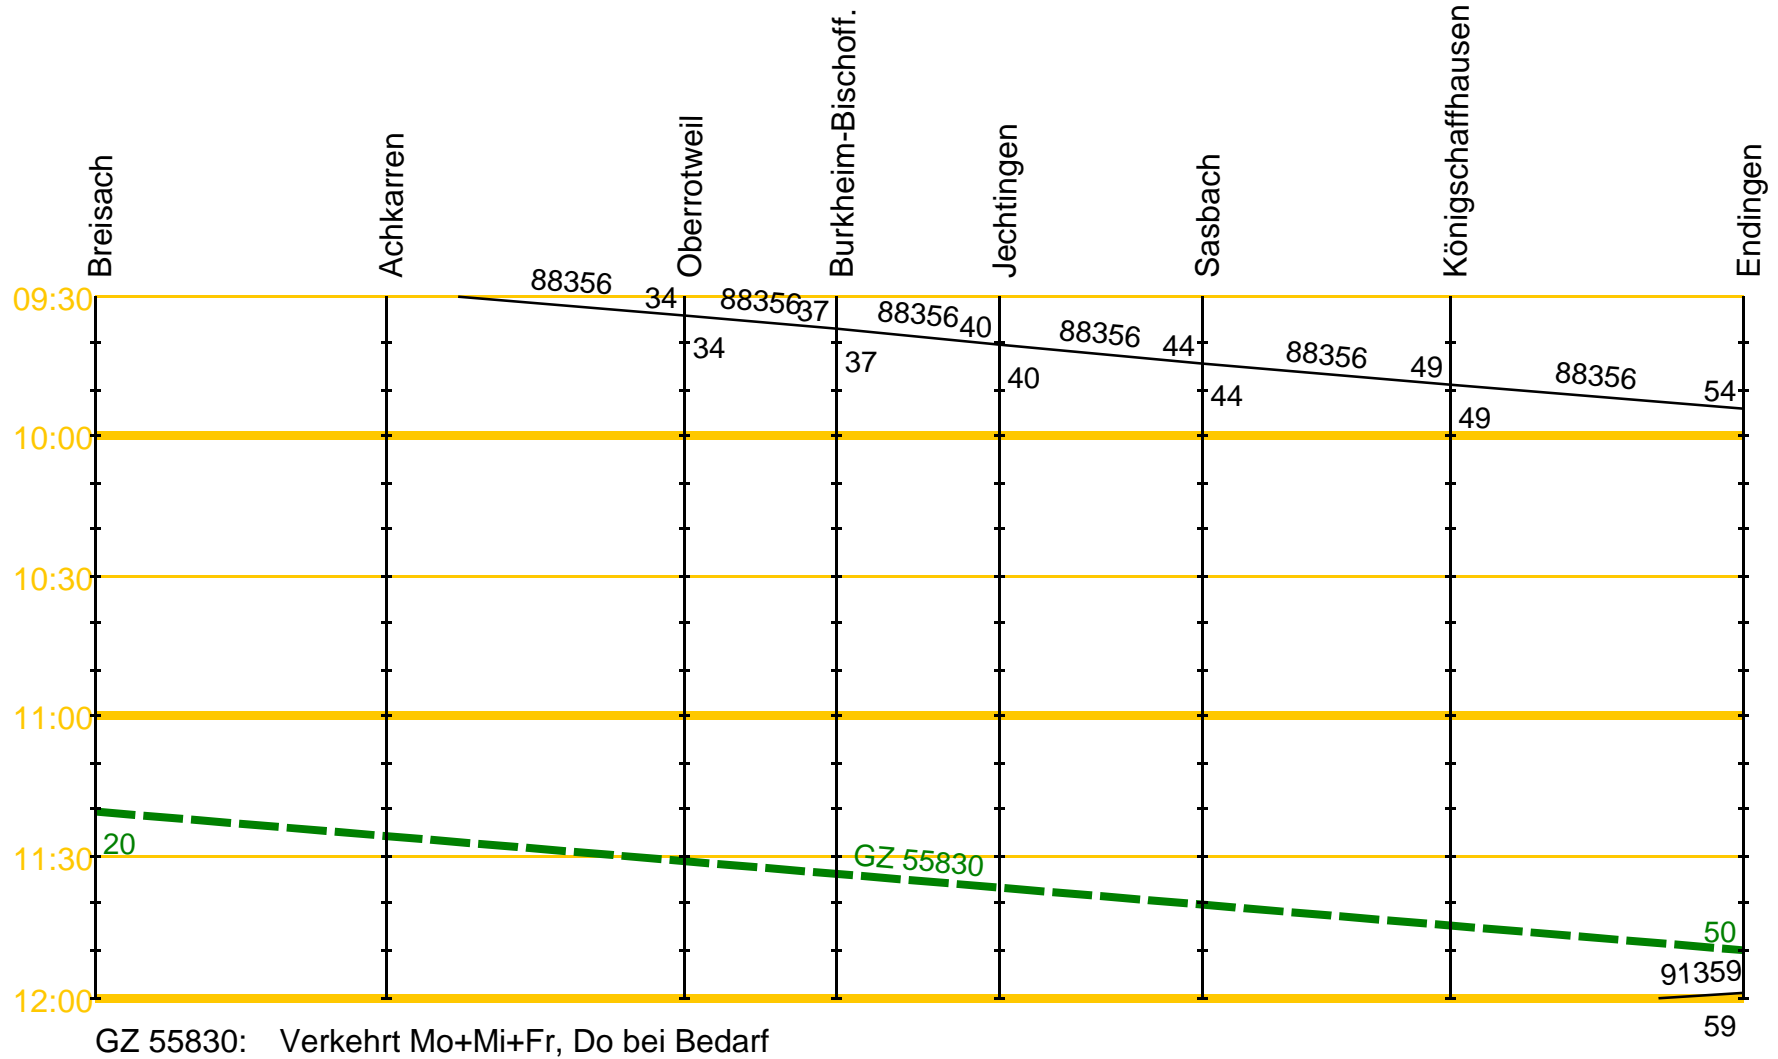 Breisach
Achkarren
Oberrotweil
Burkheim-Bischoff.
Jechtingen
Sasbach
Königschaffhausen
Endingen
09:30
88356
34
88356
37
88356
40
88356
44
88356
49
88356
54
34
37
40
44
49
10:00
10:30
11:00
20
11:30
GZ 55830
50
91359
12:00
59
GZ 55830: Verkehrt Mo+Mi+Fr, Do bei Bedarf